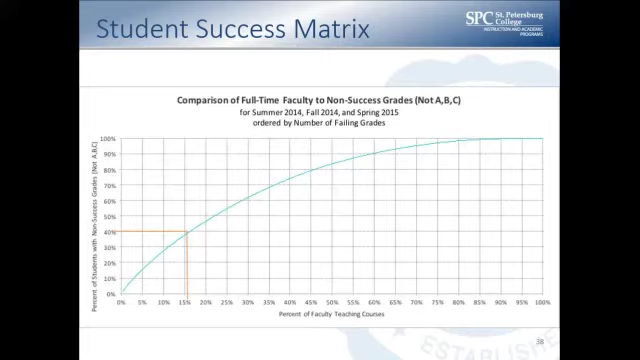 Student Success Matrix
SPC St. Petersburg College
INSTRUCTION AND ACADEMIC PROGRAMS
Comparison of Full-Time Faculty to Non-Success Grades (Not A,B,C)
for Summer 2014, Fall 2014, and Spring 2015
ordered by Number of Failing Grades
Percent of Students with Non-Success Grades (Not A,B,C)
100%
90%
80%
70%
60%
50%
40%
30%
20%
10%
0%
0% 5% 10% 15% 20% 25% 30% 35% 40% 45% 50% 55% 60% 65% 70% 75% 80% 85% 90% 95% 100%
Percent of Faculty Teaching Courses
ESTABLISHED
38